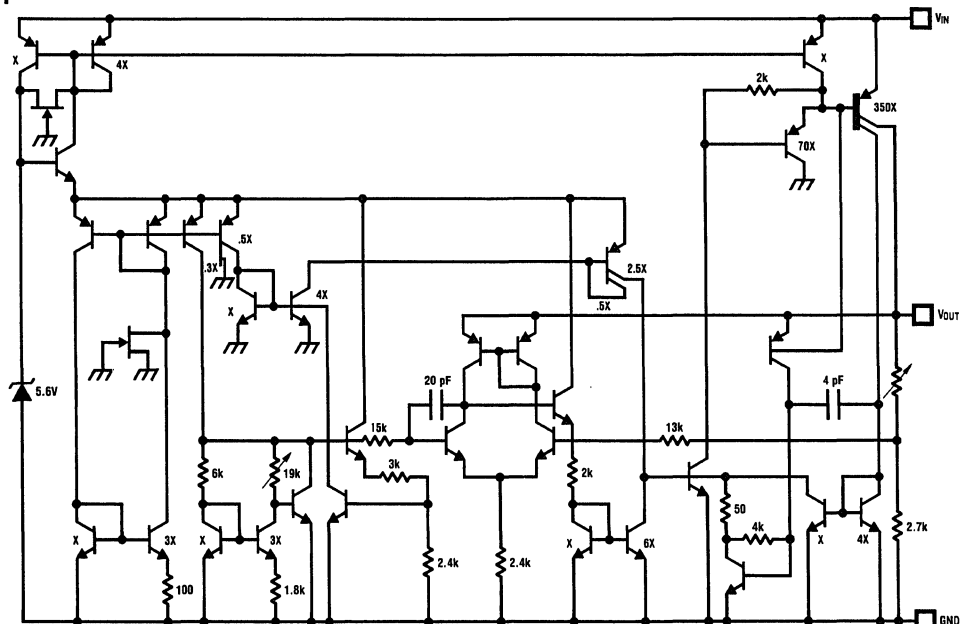 VIN
X
4X
X
2k
350X
70X
.5X
.3X
X
4X
2.5X
.5X
VOUT
5.6V
20 pF
4 pF
15k
13k
6k
19k
3k
2k
50
4k
X
3X
X
3X
X
6X
X
4X
2.7k
100
1.8k
2.4k
2.4k
GND